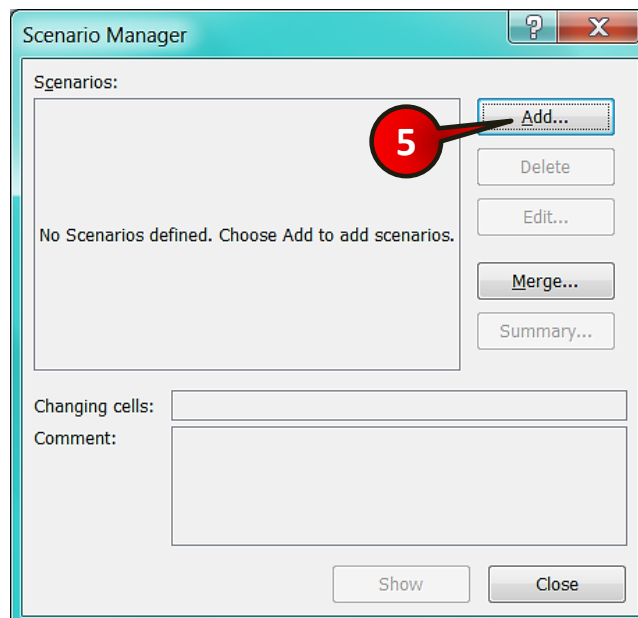 Scenario Manager
?
X
Scenarios:
Add...
5
Delete
No Scenarios defined. Choose Add to add scenarios.
Edit...
Merge...
Summary...
Changing cells:
Comment:
Show
Close